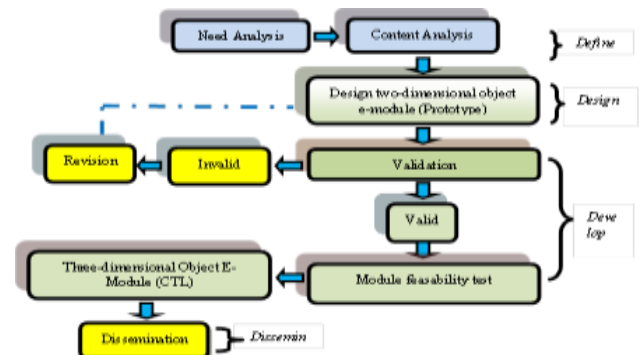 Need Analysis
Content Analysis
Define
Design two-dimensional object
e-module (Prototype)
Design
Revision
Invalid
Validation
Valid
Deve
lop
Three-dimensional Object E-
Module (CTL)
Module feasability test
Dissemination
Dissemin